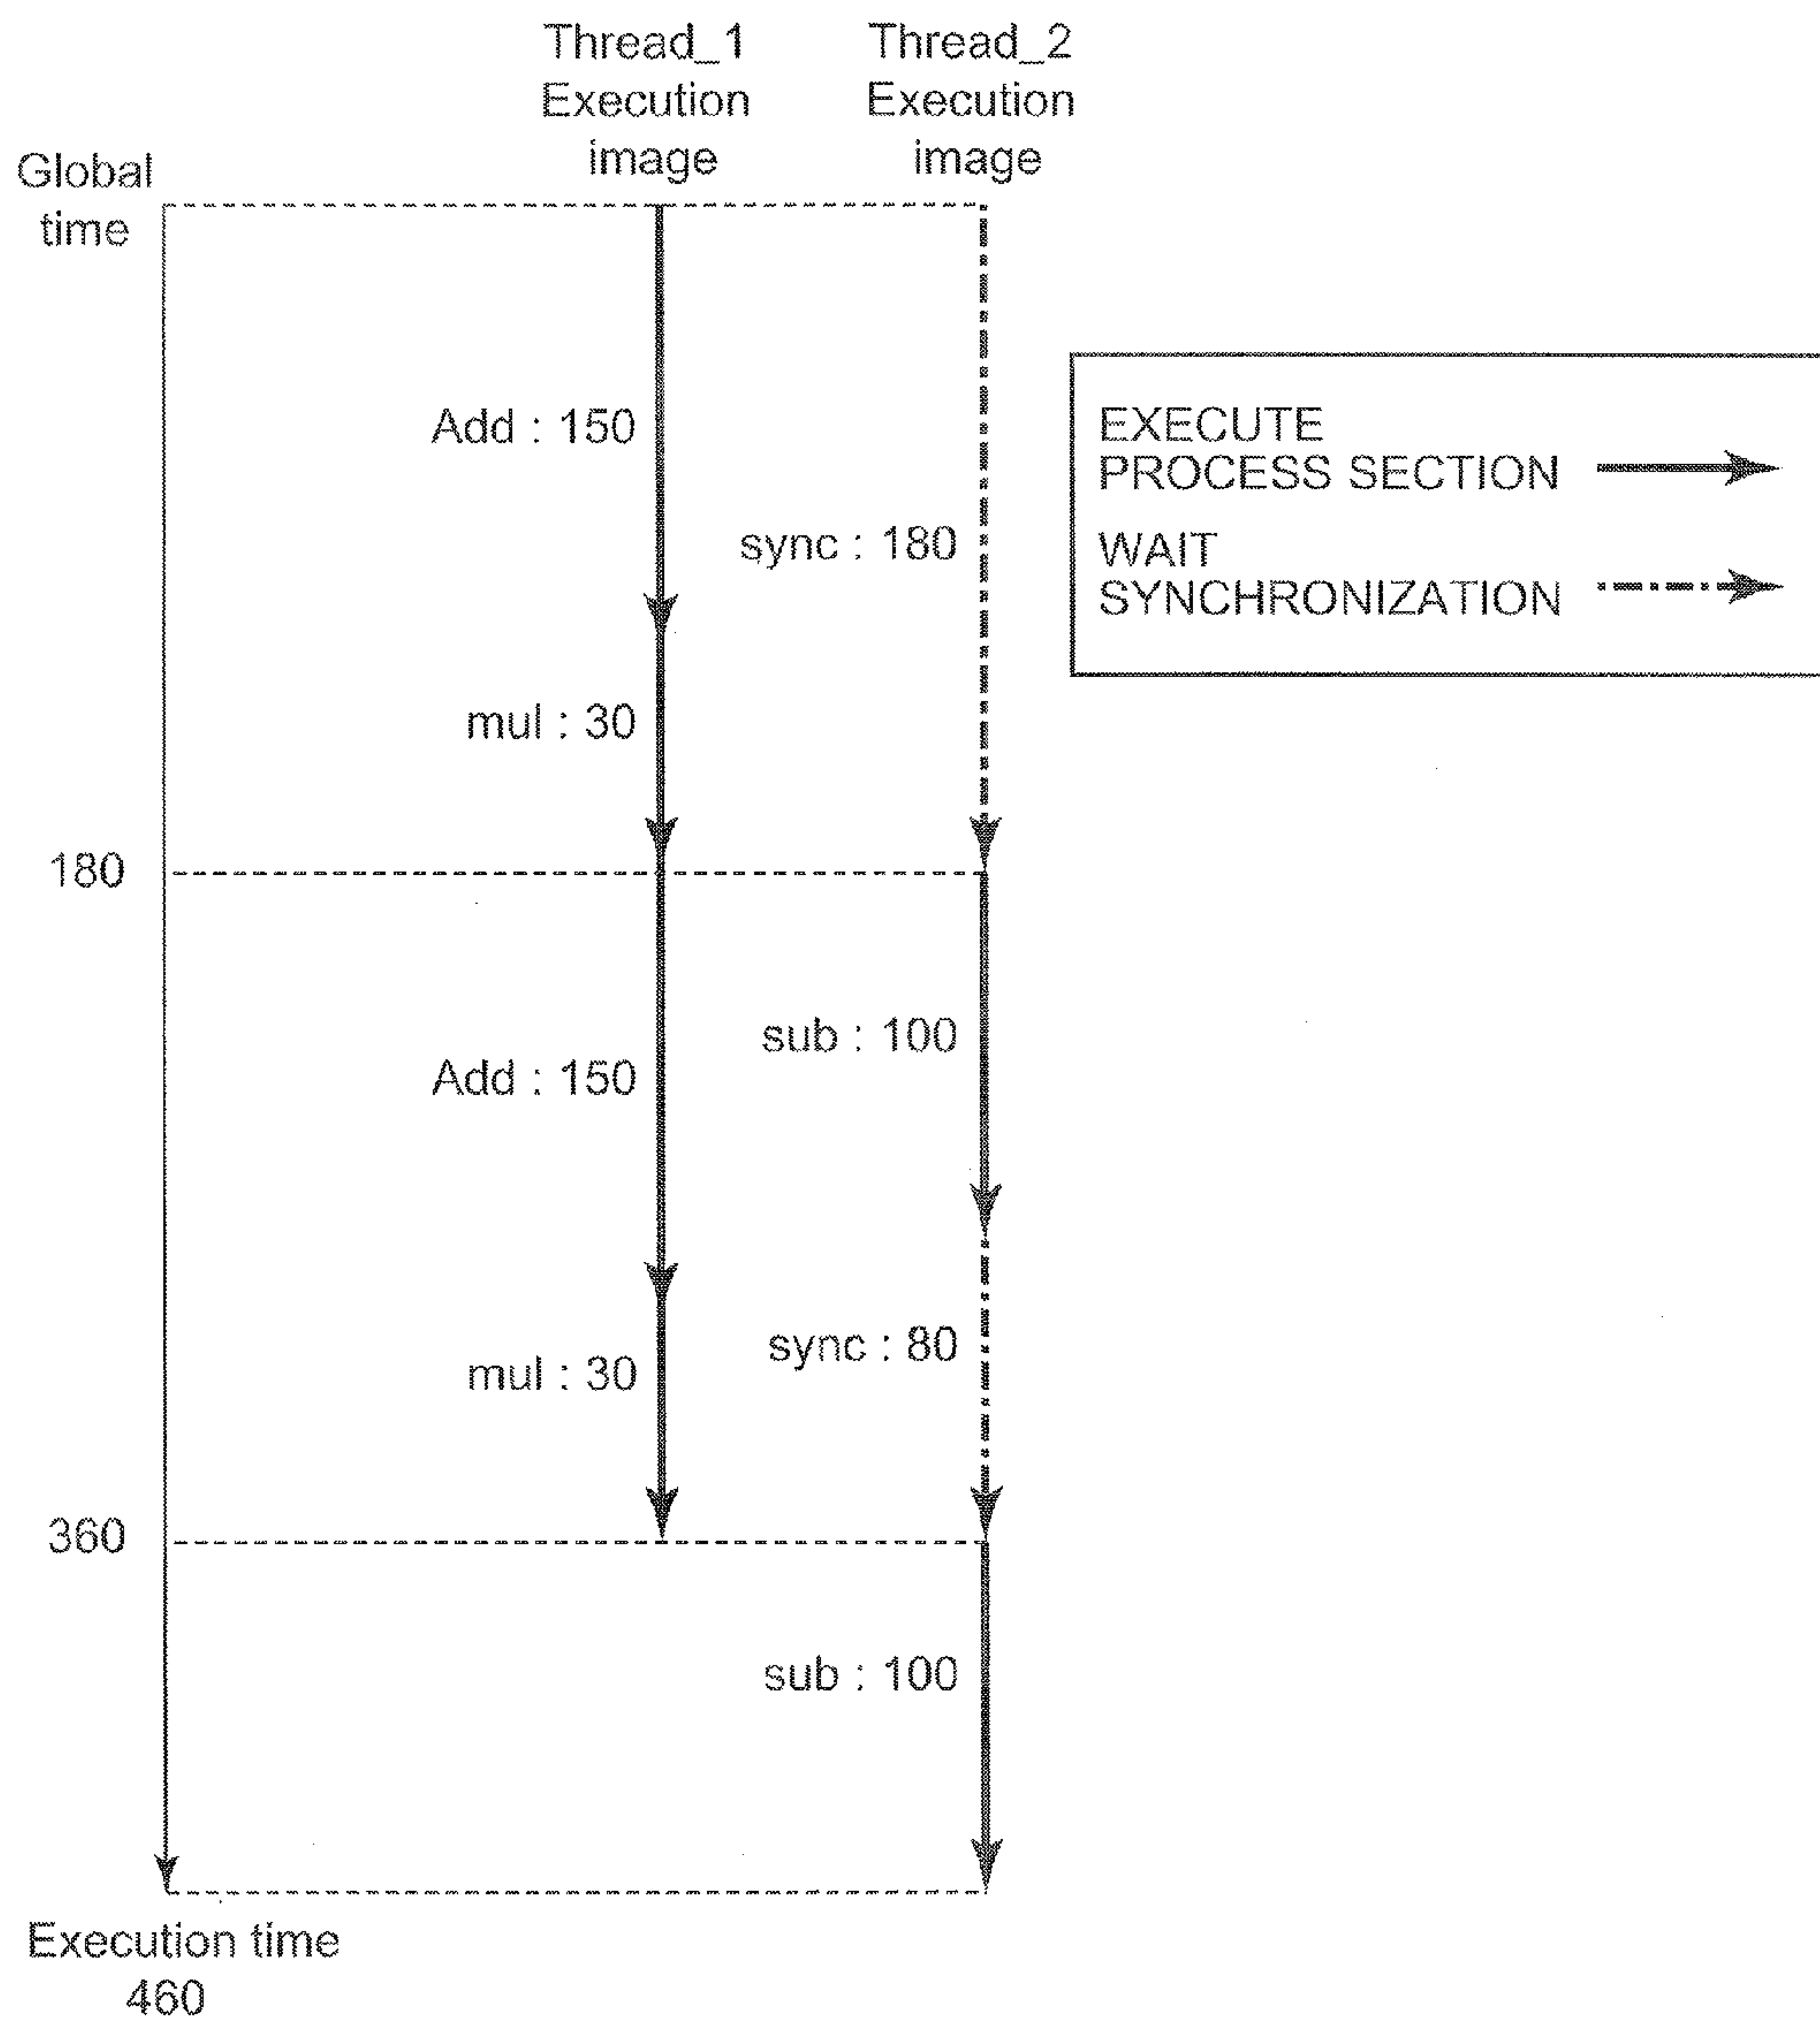 Thread_1
Execution
image
Thread_2
Execution
image
Global
time
Add : 150
sync : 180
mul : 30
EXECUTE
PROCESS SECTION
WAIT
SYNCHRONIZATION
180
sub : 100
Add : 150
sync : 80
mul : 30
360
sub : 100
Execution time
460